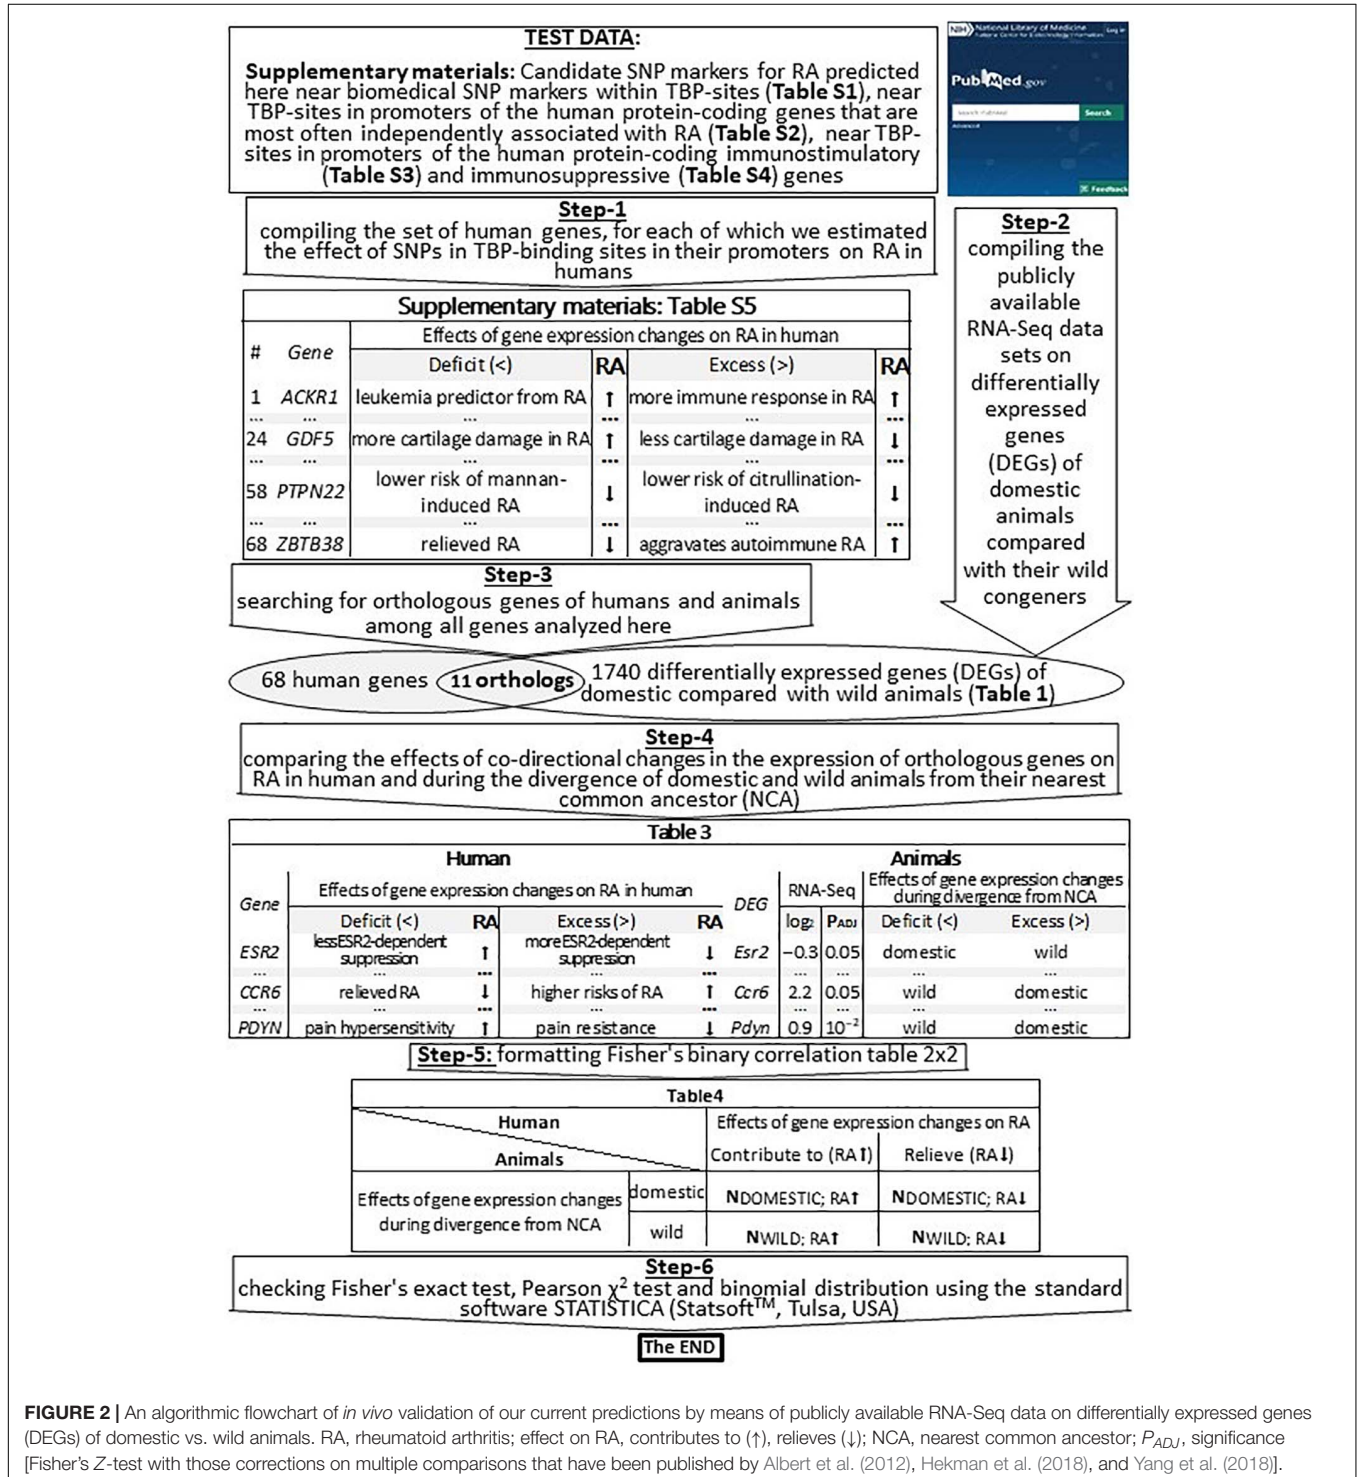 TEST DATA:
Supplementary materials: Candidate SNP markers for RA predicted
here near biomedical SNP markers within TBP-sites (Table S1), near
TBP-sites in promoters of the human protein-coding genes that are
most often independently associated with RA (Table S2), near TBP-
sites in promoters of the human protein-coding immunostimulatory
(Table S3) and immunosuppressive (Table S4) genes
NIH National Library of Medicine
National Center for Biotechnology Information
Log in
PubMed.gov
Search PubMed
Search
Advanced
Feedback
Step-1
compiling the set of human genes, for each of which we estimated
the effect of SNPs in TBP-binding sites in their promoters on RA in
humans
Step-2
compiling the
publicly
available
RNA-Seq data
sets on
differentially
expressed
genes
(DEGs) of
domestic
animals
compared
with their wild
congeners
Supplementary materials: Table S5
# Gene Effects of gene expression changes on RA in human
Deficit (<) RA Excess (>) RA
1 ACKR1 leukemia predictor from RA ↑ more immune response in RA ↑
... ... ... ... ... ...
24 GDF5 more cartilage damage in RA ↑ less cartilage damage in RA ↓
... ... ... ... ... ...
58 PTPN22 lower risk of mannan-induced RA ↓ lower risk of citrullination-induced RA ↓
... ... ... ... ... ...
68 ZBTB38 relieved RA ↓ aggravates autoimmune RA ↑
Step-3
searching for orthologous genes of humans and animals
among all genes analyzed here
68 human genes
11 orthologs
1740 differentially expressed genes (DEGs) of
domestic compared with wild animals (Table 1)
Step-4
comparing the effects of co-directional changes in the expression of orthologous genes on
RA in human and during the divergence of domestic and wild animals from their nearest
common ancestor (NCA)
Table 3
Human Animals
Gene Effects of gene expression changes on RA in human DEG RNA-Seq Effects of gene expression changes during divergence from NCA
Deficit (<) RA Excess (>) RA log₂ PADJ Deficit (<) Excess (>)
ESR2 less ESR2-dependent suppression ↑ more ESR2-dependent suppression ↓ Esr2 −0.3 0.05 domestic wild
... ... ... ... ... ... ... ... ...
CCR6 relieved RA ↓ higher risks of RA ↑ Ccr6 2.2 0.05 wild domestic
... ... ... ... ... ... ... ... ...
PDYN pain hypersensitivity ↑ pain resistance ↓ Pdyn 0.9 10⁻² wild domestic
Step-5: formatting Fisher's binary correlation table 2x2
Table4
Human Effects of gene expression changes on RA
Animals Contribute to (RA↑) Relieve (RA↓)
Effects of gene expression changes during divergence from NCA
domestic NDOMESTIC; RA↑ NDOMESTIC; RA↓
wild NWILD; RA↑ NWILD; RA↓
Step-6
checking Fisher's exact test, Pearson χ² test and binomial distribution using the standard
software STATISTICA (Statsoft™, Tulsa, USA)
The END
FIGURE 2 | An algorithmic flowchart of in vivo validation of our current predictions by means of publicly available RNA-Seq data on differentially expressed genes
(DEGs) of domestic vs. wild animals. RA, rheumatoid arthritis; effect on RA, contributes to (↑), relieves (↓); NCA, nearest common ancestor; PADJ, significance
[Fisher's Z-test with those corrections on multiple comparisons that have been published by Albert et al. (2012), Hekman et al. (2018), and Yang et al. (2018)].